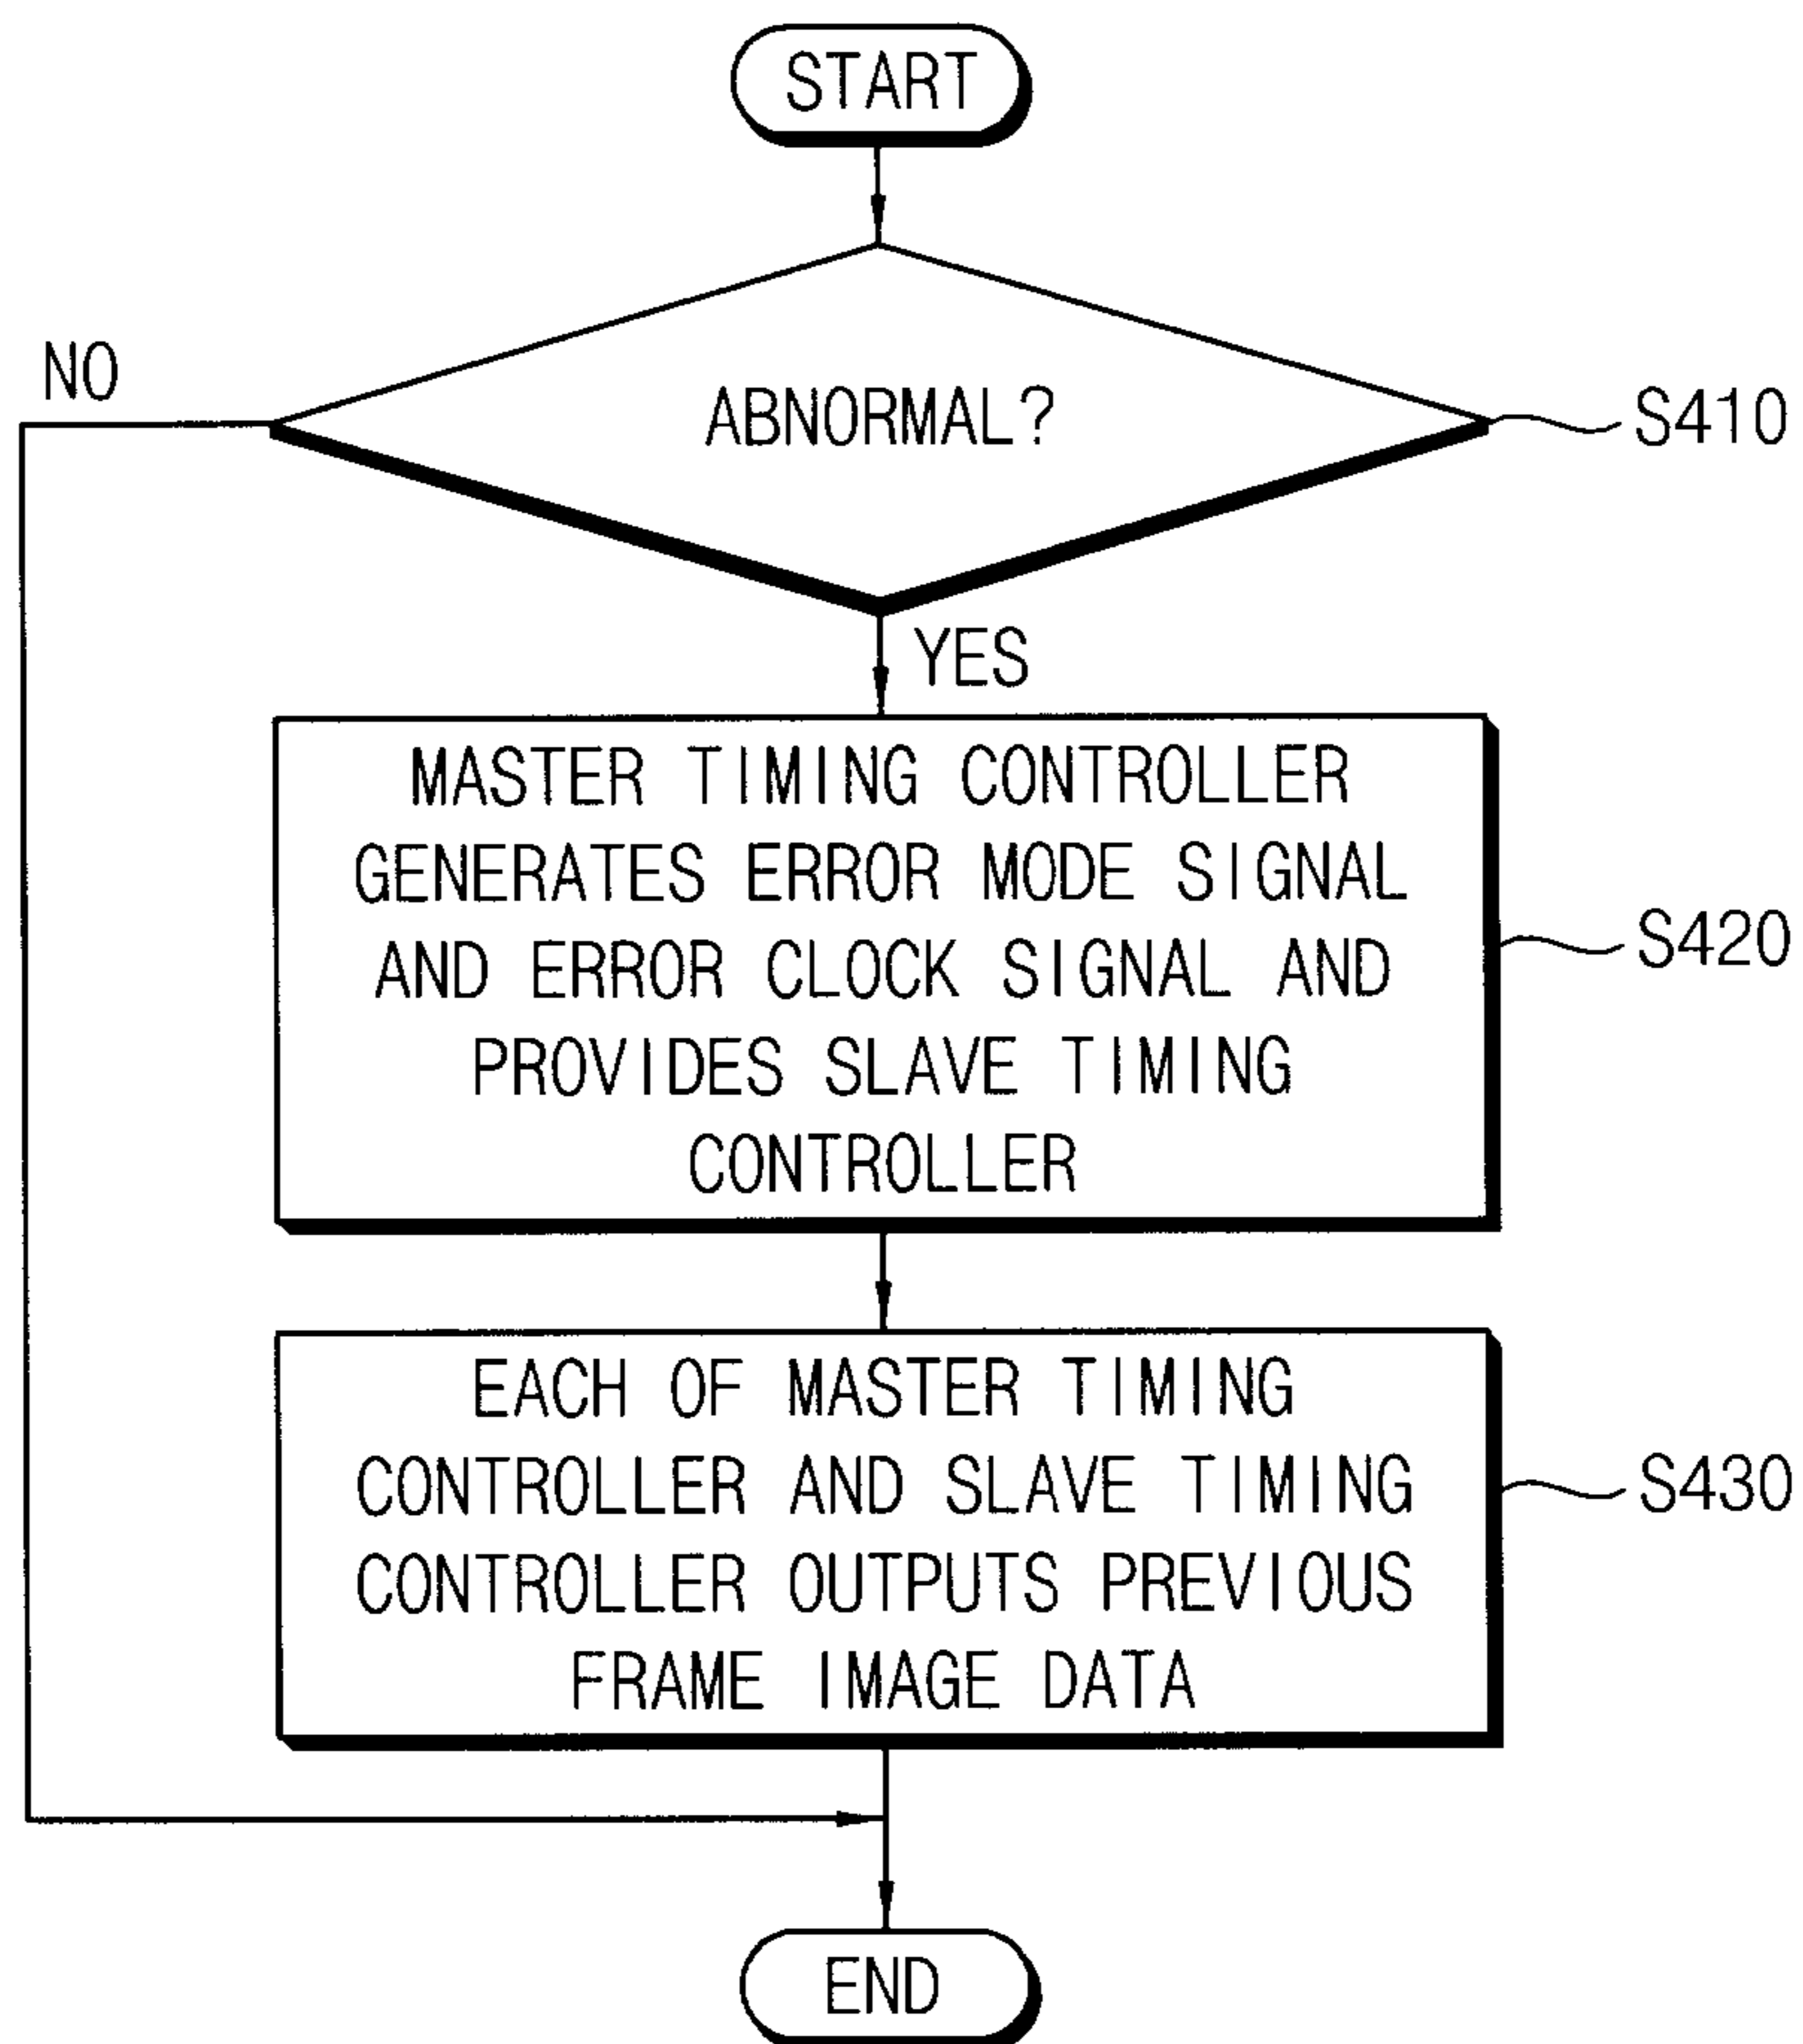 START
NO
ABNORMAL?
S410
YES
MASTER TIMING CONTROLLER
GENERATES ERROR MODE SIGNAL
AND ERROR CLOCK SIGNAL AND
PROVIDES SLAVE TIMING
CONTROLLER
S420
EACH OF MASTER TIMING
CONTROLLER AND SLAVE TIMING
CONTROLLER OUTPUTS PREVIOUS
FRAME IMAGE DATA
S430
END